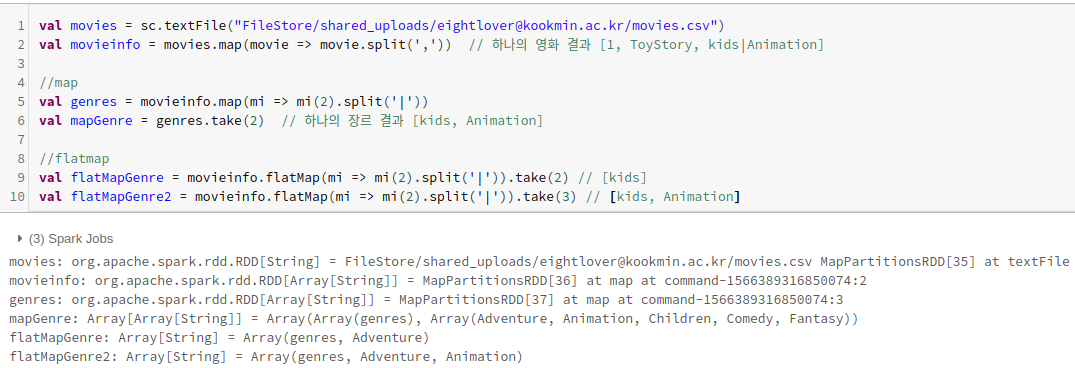 1 val movies = sc.textFile("FileStore/shared_uploads/eightlover@kookmin.ac.kr/movies.csv")
2 val movieinfo = movies.map(movie => movie.split(',')) // 하나의 영화 결과 [1, ToyStory, kids|Animation]
3
4 //map
5 val genres = movieinfo.map(mi => mi(2).split('|'))
6 val mapGenre = genres.take(2) // 하나의 장르 결과 [kids, Animation]
7
8 //flatmap
9 val flatMapGenre = movieinfo.flatMap(mi => mi(2).split('|')).take(2) // [kids]
10 val flatMapGenre2 = movieinfo.flatMap(mi => mi(2).split('|')).take(3) // [kids, Animation]
(3) Spark Jobs
movies: org.apache.spark.rdd.RDD[String] = FileStore/shared_uploads/eightlover@kookmin.ac.kr/movies.csv MapPartitionsRDD[35] at textFile
movieinfo: org.apache.spark.rdd.RDD[Array[String]] = MapPartitionsRDD[36] at map at command-1566389316850074:2
genres: org.apache.spark.rdd.RDD[Array[String]] = MapPartitionsRDD[37] at map at command-1566389316850074:3
mapGenre: Array[Array[String]] = Array(Array(genres), Array(Adventure, Animation, Children, Comedy, Fantasy))
flatMapGenre: Array[String] = Array(genres, Adventure)
flatMapGenre2: Array[String] = Array(genres, Adventure, Animation)